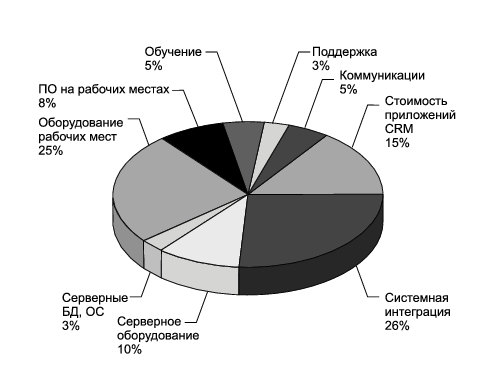 Обучение
5%
Поддержка
3%
Коммуникации
5%
ПО на рабочих местах
8%
Стоимость
приложений
CRM
15%
Оборудование
рабочих мест
25%
Серверные
БД, ОС
3%
Серверное
оборудование
10%
Системная
интеграция
26%